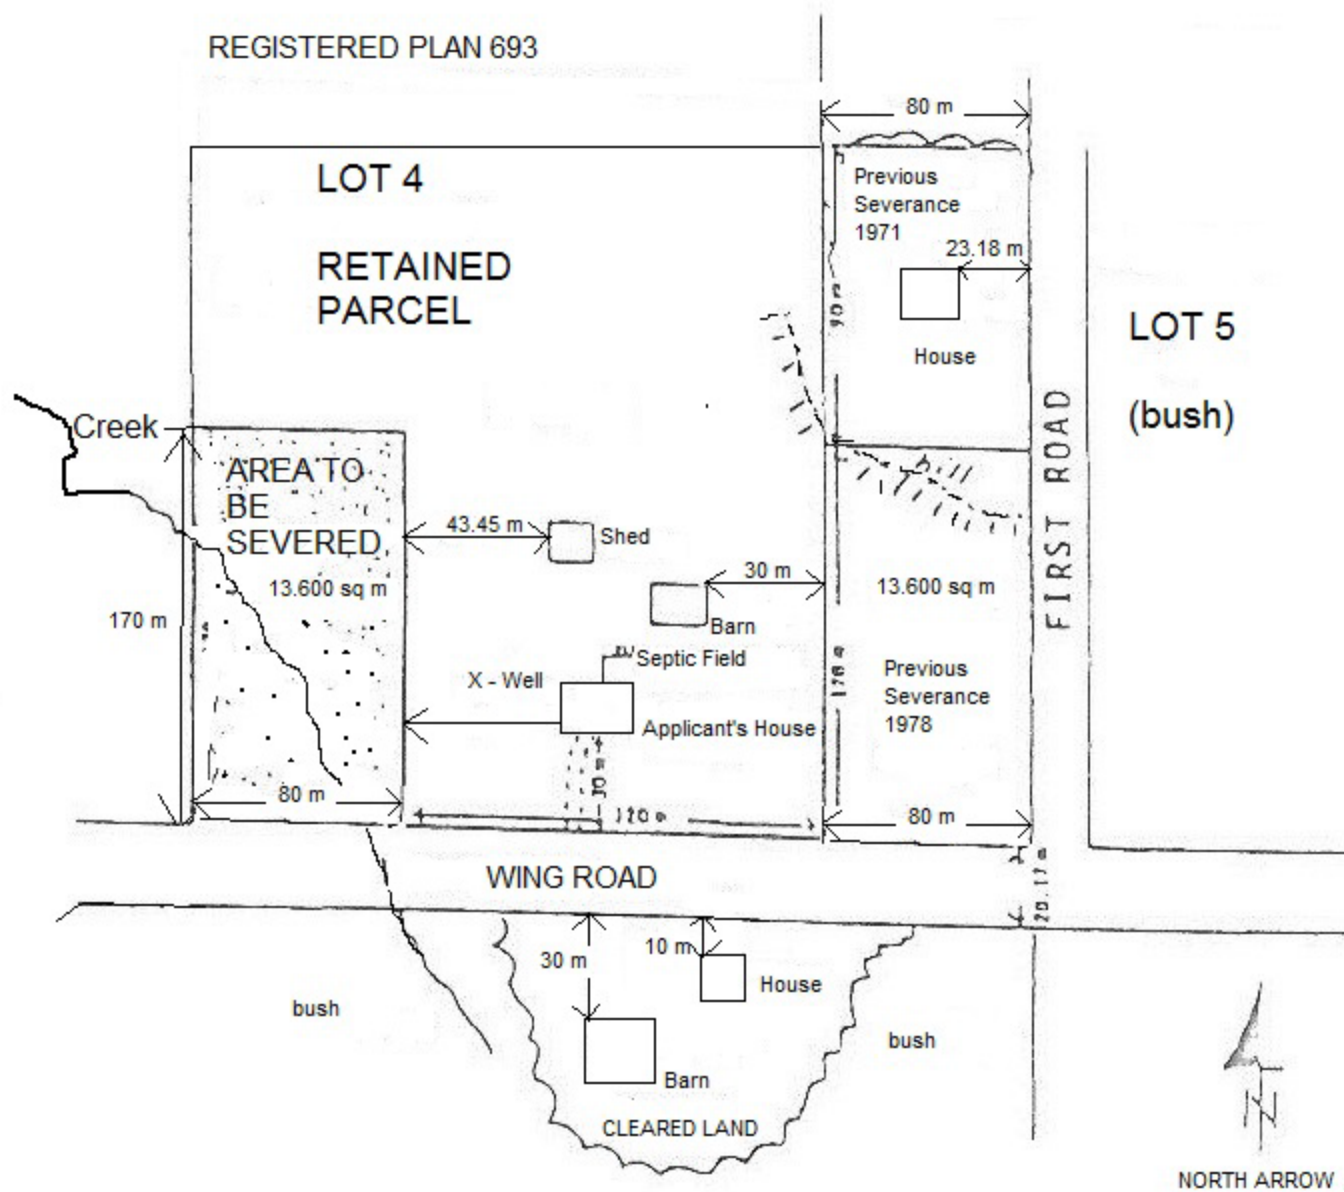 REGISTERED PLAN 693
80 m
LOT 4
RETAINED
PARCEL
Previous
Severance
1971
23.18 m
90 m
House
LOT 5
(bush)
FIRST ROAD
Creek
AREA TO
BE
SEVERED
13.600 sq m
170 m
43.45 m
Shed
30 m
Barn
13.600 sq m
Septic Field
X - Well
Applicant's House
Previous
Severance
1978
80 m
80 m
WING ROAD
20.17 m
30 m
10 m
House
bush
bush
Barn
CLEARED LAND
N
NORTH ARROW